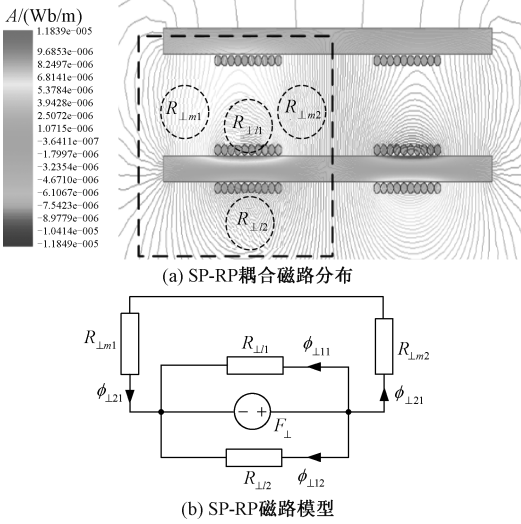 A/(Wb/m)
1.1839e−005
9.6853e−006
8.2497e−006
6.8141e−006
5.3784e−006
3.9428e−006
2.5072e−006
1.0715e−006
−3.6411e−007
−1.7997e−006
−3.2354e−006
−4.6710e−006
−6.1067e−006
−7.5423e−006
−8.9779e−006
−1.0414e−005
−1.1849e−005
R⊥m1
R⊥l1
R⊥m2
R⊥l2
(a) SP-RP耦合磁路分布
R⊥m1
R⊥l1
ϕ⊥11
R⊥m2
ϕ⊥21
ϕ⊥21
− +
F⊥
R⊥l2
ϕ⊥12
(b) SP-RP磁路模型